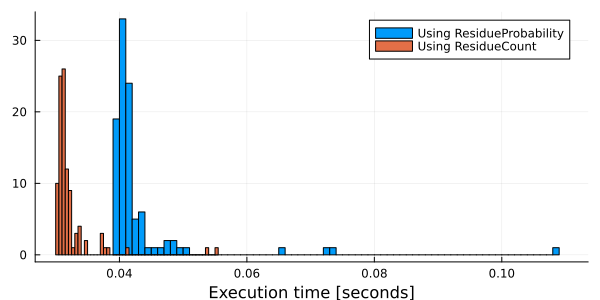 Using ResidueProbability
Using ResidueCount
30
20
10
0
0.04 0.06 0.08 0.10
Execution time [seconds]